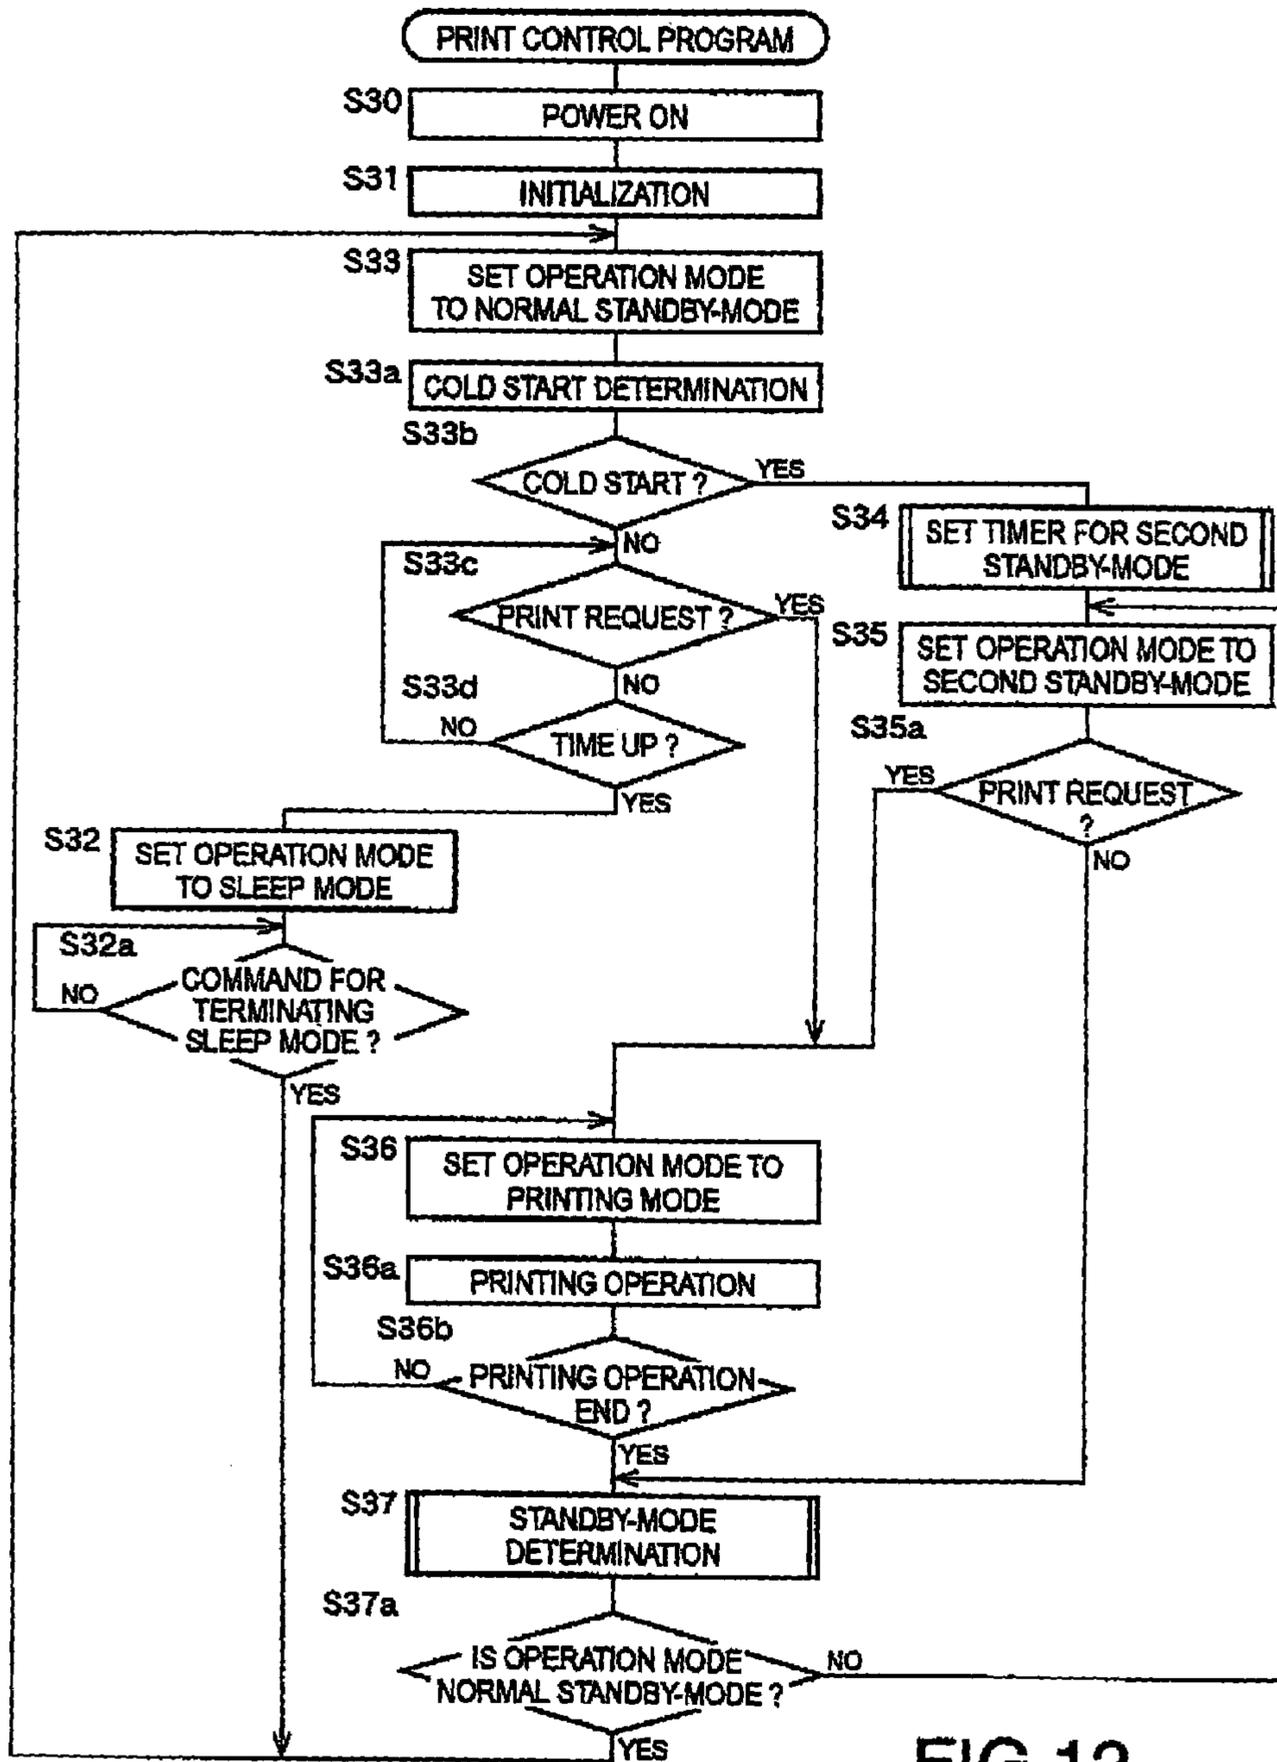 PRINT CONTROL PROGRAM
S30
POWER ON
S31
INITIALIZATION
S33
SET OPERATION MODE
TO NORMAL STANDBY-MODE
S33a
COLD START DETERMINATION
S33b
COLD START ?
YES
NO
S34
SET TIMER FOR SECOND
STANDBY-MODE
S33c
PRINT REQUEST ?
YES
NO
S35
SET OPERATION MODE TO
SECOND STANDBY-MODE
S33d
NO
TIME UP ?
YES
S35a
YES
PRINT REQUEST
?
NO
S32
SET OPERATION MODE
TO SLEEP MODE
S32a
NO
COMMAND FOR
TERMINATING
SLEEP MODE ?
YES
S36
SET OPERATION MODE TO
PRINTING MODE
S36a
PRINTING OPERATION
S36b
NO
PRINTING OPERATION
END ?
YES
S37
STANDBY-MODE
DETERMINATION
S37a
IS OPERATION MODE
NORMAL STANDBY-MODE ?
NO
YES